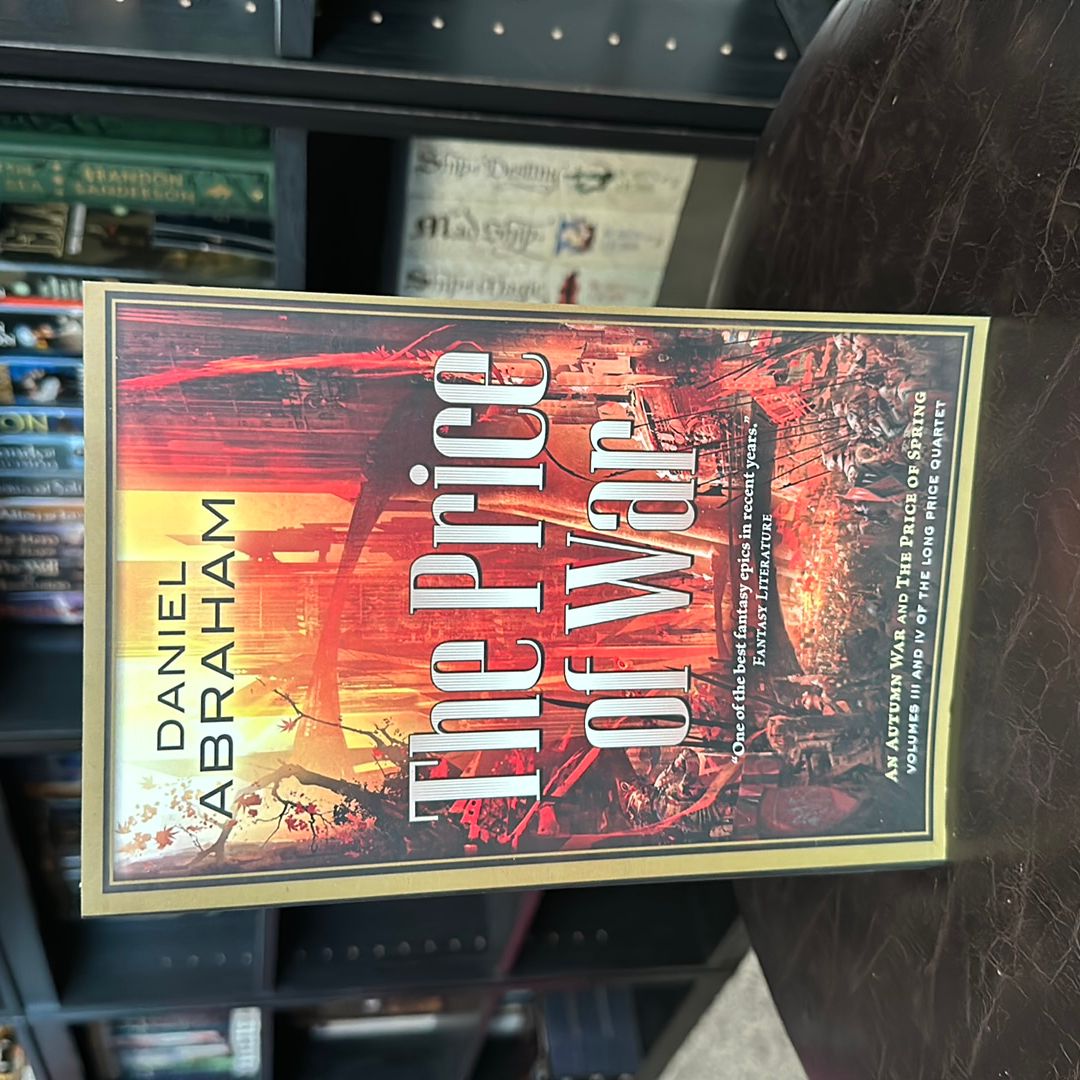 DANIEL
ABRAHAM
The Price
of War
“One of the best fantasy epics in recent years.”
FANTASY LITERATURE
AN AUTUMN WAR AND THE PRICE OF SPRING
VOLUMES III AND IV OF THE LONG PRICE QUARTET
BRANDON
SANDERSON
SEA
Ship of Destiny
Mad Ship
Ship of Magic